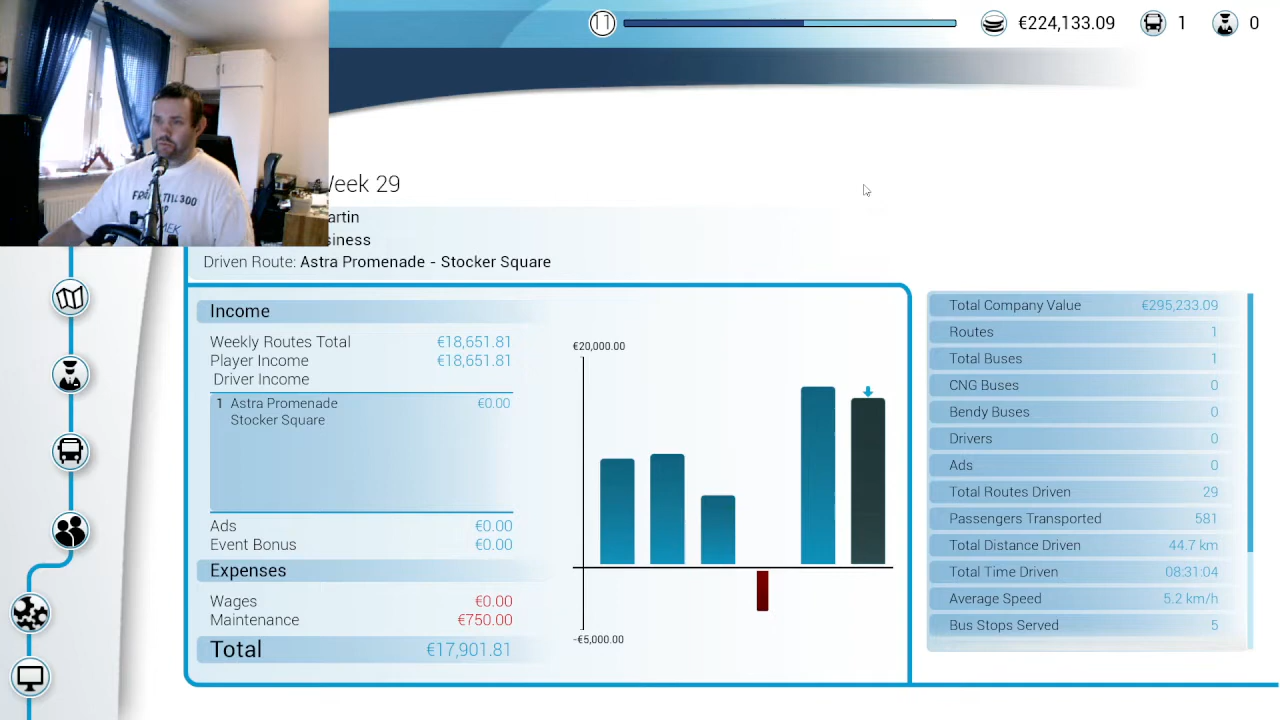 11
€224,133.09
1
0
Week 29
artin
siness
Driven Route: Astra Promenade - Stocker Square
Income
Weekly Routes Total €18,651.81
Player Income €18,651.81
Driver Income
1 Astra Promenade €0.00
Stocker Square
Ads €0.00
Event Bonus €0.00
Expenses
Wages €0.00
Maintenance €750.00
Total €17,901.81
€20,000.00
-€5,000.00
Total Company Value €295,233.09
Routes 1
Total Buses 1
CNG Buses 0
Bendy Buses 0
Drivers 0
Ads 0
Total Routes Driven 29
Passengers Transported 581
Total Distance Driven 44.7 km
Total Time Driven 08:31:04
Average Speed 5.2 km/h
Bus Stops Served 5